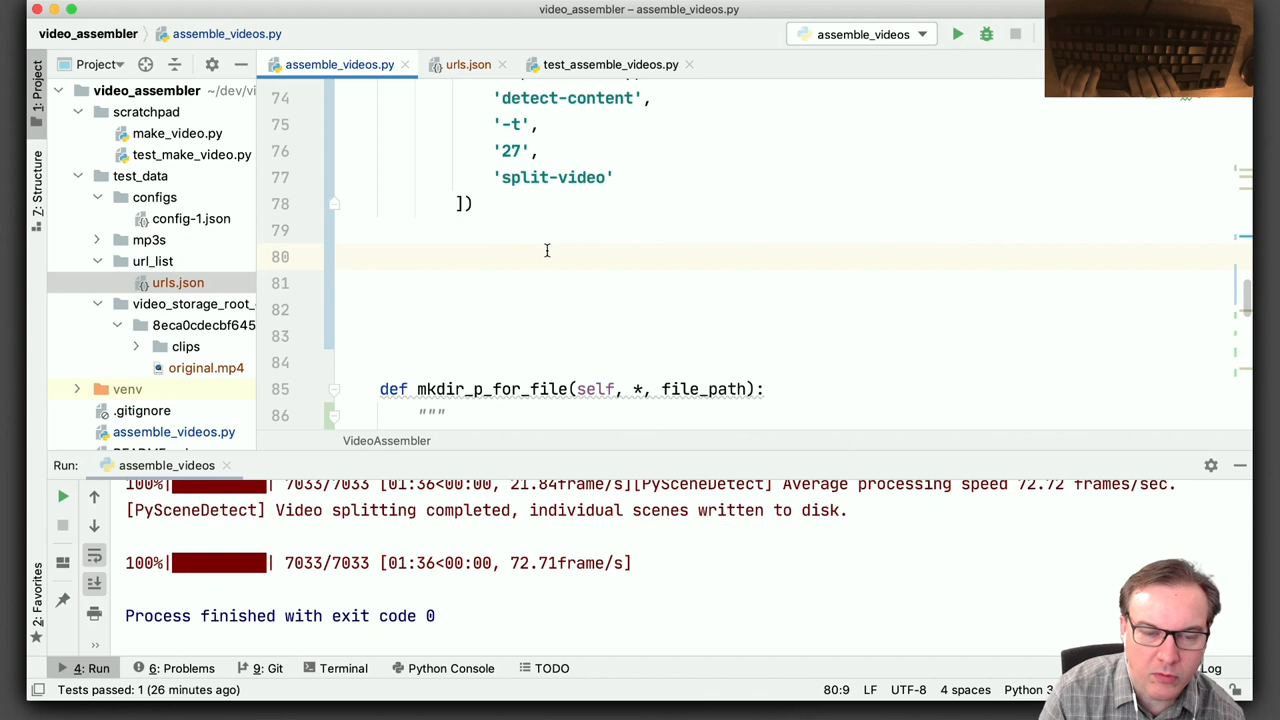 video_assembler – assemble_videos.py
video_assembler
assemble_videos.py
assemble_videos
1: Project
Z: Structure
2: Favorites
Project
assemble_videos.py
urls.json
test_assemble_videos.py
video_assembler ~/dev/vi
scratchpad
make_video.py
test_make_video.py
test_data
configs
config-1.json
mp3s
url_list
urls.json
video_storage_root_
8eca0cdecbf645
clips
original.mp4
venv
.gitignore
assemble_videos.py
74 'detect-content',
75 '-t',
76 '27',
77 'split-video'
78 ])
79
80
81
82
83
84
85 def mkdir_p_for_file(self, *, file_path):
86 """
VideoAssembler
Run: assemble_videos
100%| | 7033/7033 [01:36<00:00, 21.84frame/s][PySceneDetect] Average processing speed 72.72 frames/sec.
[PySceneDetect] Video splitting completed, individual scenes written to disk.
100%| | 7033/7033 [01:36<00:00, 72.71frame/s]
Process finished with exit code 0
4: Run
6: Problems
9: Git
Terminal
Python Console
TODO
Log
Tests passed: 1 (26 minutes ago)
80:9 LF UTF-8 4 spaces Python 3